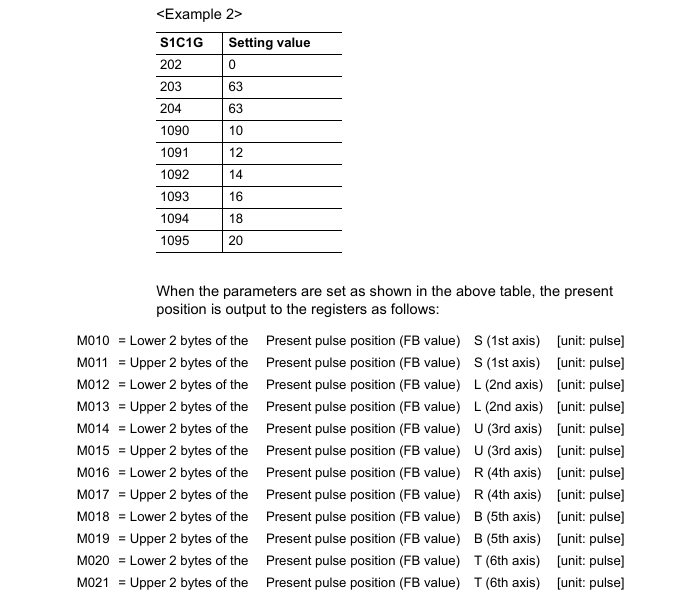 <Example 2>
S1C1G Setting value
202 0
203 63
204 63
1090 10
1091 12
1092 14
1093 16
1094 18
1095 20
When the parameters are set as shown in the above table, the present
position is output to the registers as follows:
M010 = Lower 2 bytes of the Present pulse position (FB value) S (1st axis) [unit: pulse]
M011 = Upper 2 bytes of the Present pulse position (FB value) S (1st axis) [unit: pulse]
M012 = Lower 2 bytes of the Present pulse position (FB value) L (2nd axis) [unit: pulse]
M013 = Upper 2 bytes of the Present pulse position (FB value) L (2nd axis) [unit: pulse]
M014 = Lower 2 bytes of the Present pulse position (FB value) U (3rd axis) [unit: pulse]
M015 = Upper 2 bytes of the Present pulse position (FB value) U (3rd axis) [unit: pulse]
M016 = Lower 2 bytes of the Present pulse position (FB value) R (4th axis) [unit: pulse]
M017 = Upper 2 bytes of the Present pulse position (FB value) R (4th axis) [unit: pulse]
M018 = Lower 2 bytes of the Present pulse position (FB value) B (5th axis) [unit: pulse]
M019 = Upper 2 bytes of the Present pulse position (FB value) B (5th axis) [unit: pulse]
M020 = Lower 2 bytes of the Present pulse position (FB value) T (6th axis) [unit: pulse]
M021 = Upper 2 bytes of the Present pulse position (FB value) T (6th axis) [unit: pulse]